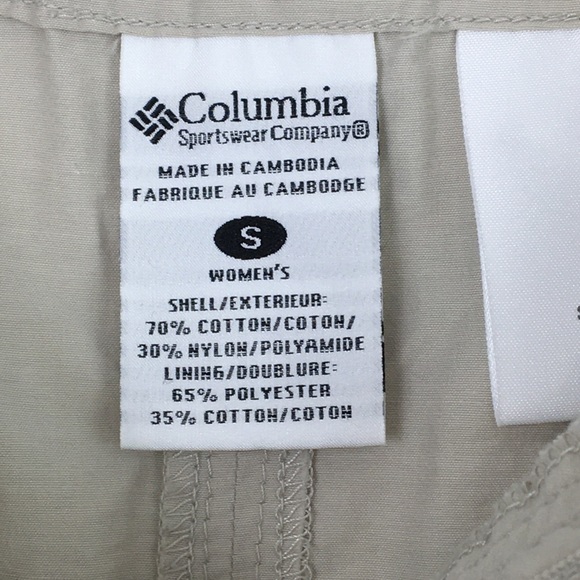 Columbia
Sportswear Company®
MADE IN CAMBODIA
FABRIQUE AU CAMBODGE
S
WOMEN'S
SHELL/EXTERIEUR:
70% COTTON/COTON/
30% NYLON/POLYAMIDE
LINING/DOUBLURE:
65% POLYESTER
35% COTTON/COTON